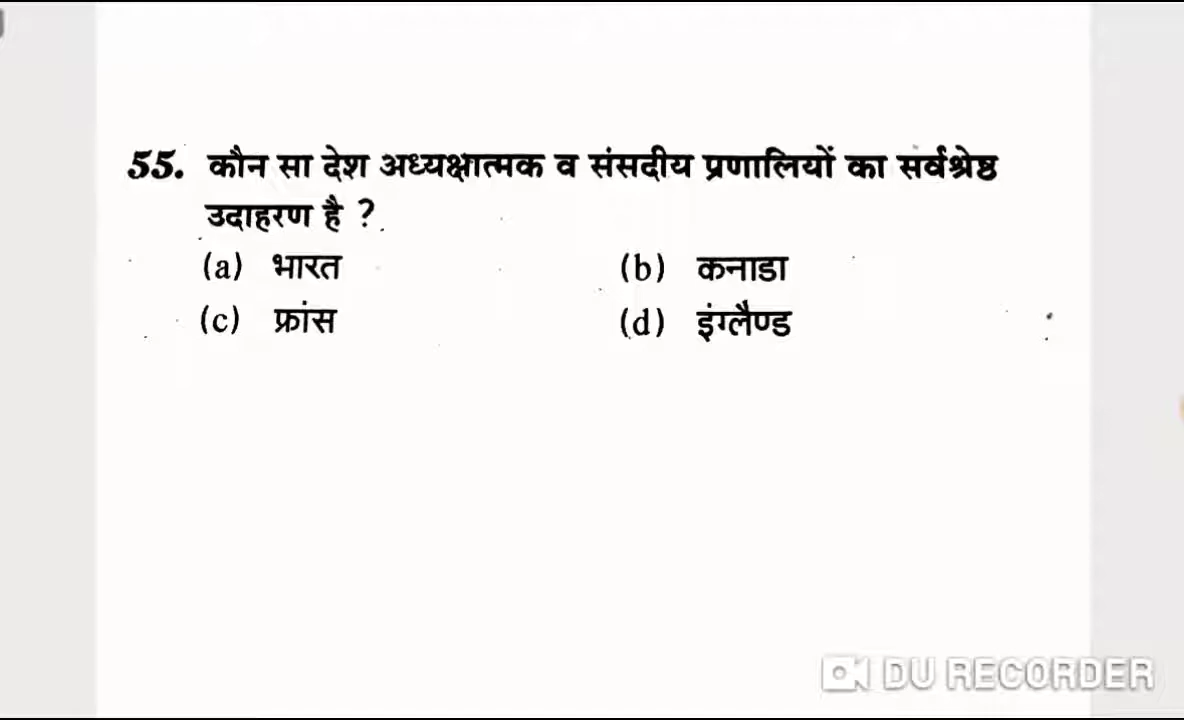 55. कौन सा देश अध्यक्षात्मक व संसदीय प्रणालियों का सर्वश्रेष्ठ
उदाहरण है ?
(a) भारत (b) कनाडा
(c) फ्रांस (d) इंग्लैण्ड
DU RECORDER